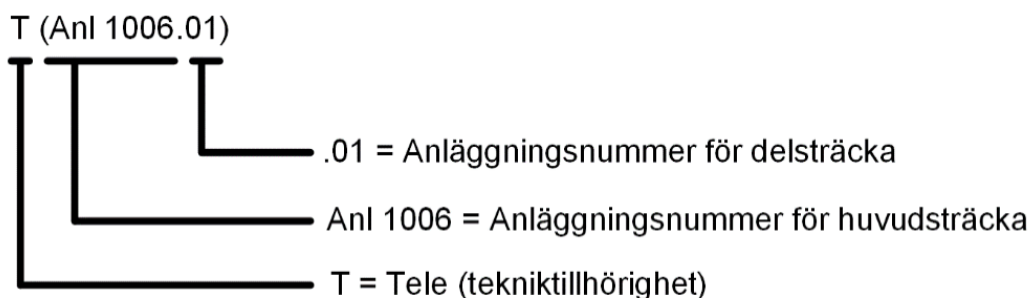 T (Anl 1006.01)
.01 = Anläggningsnummer för delsträcka
Anl 1006 = Anläggningsnummer för huvudsträcka
T = Tele (tekniktillhörighet)